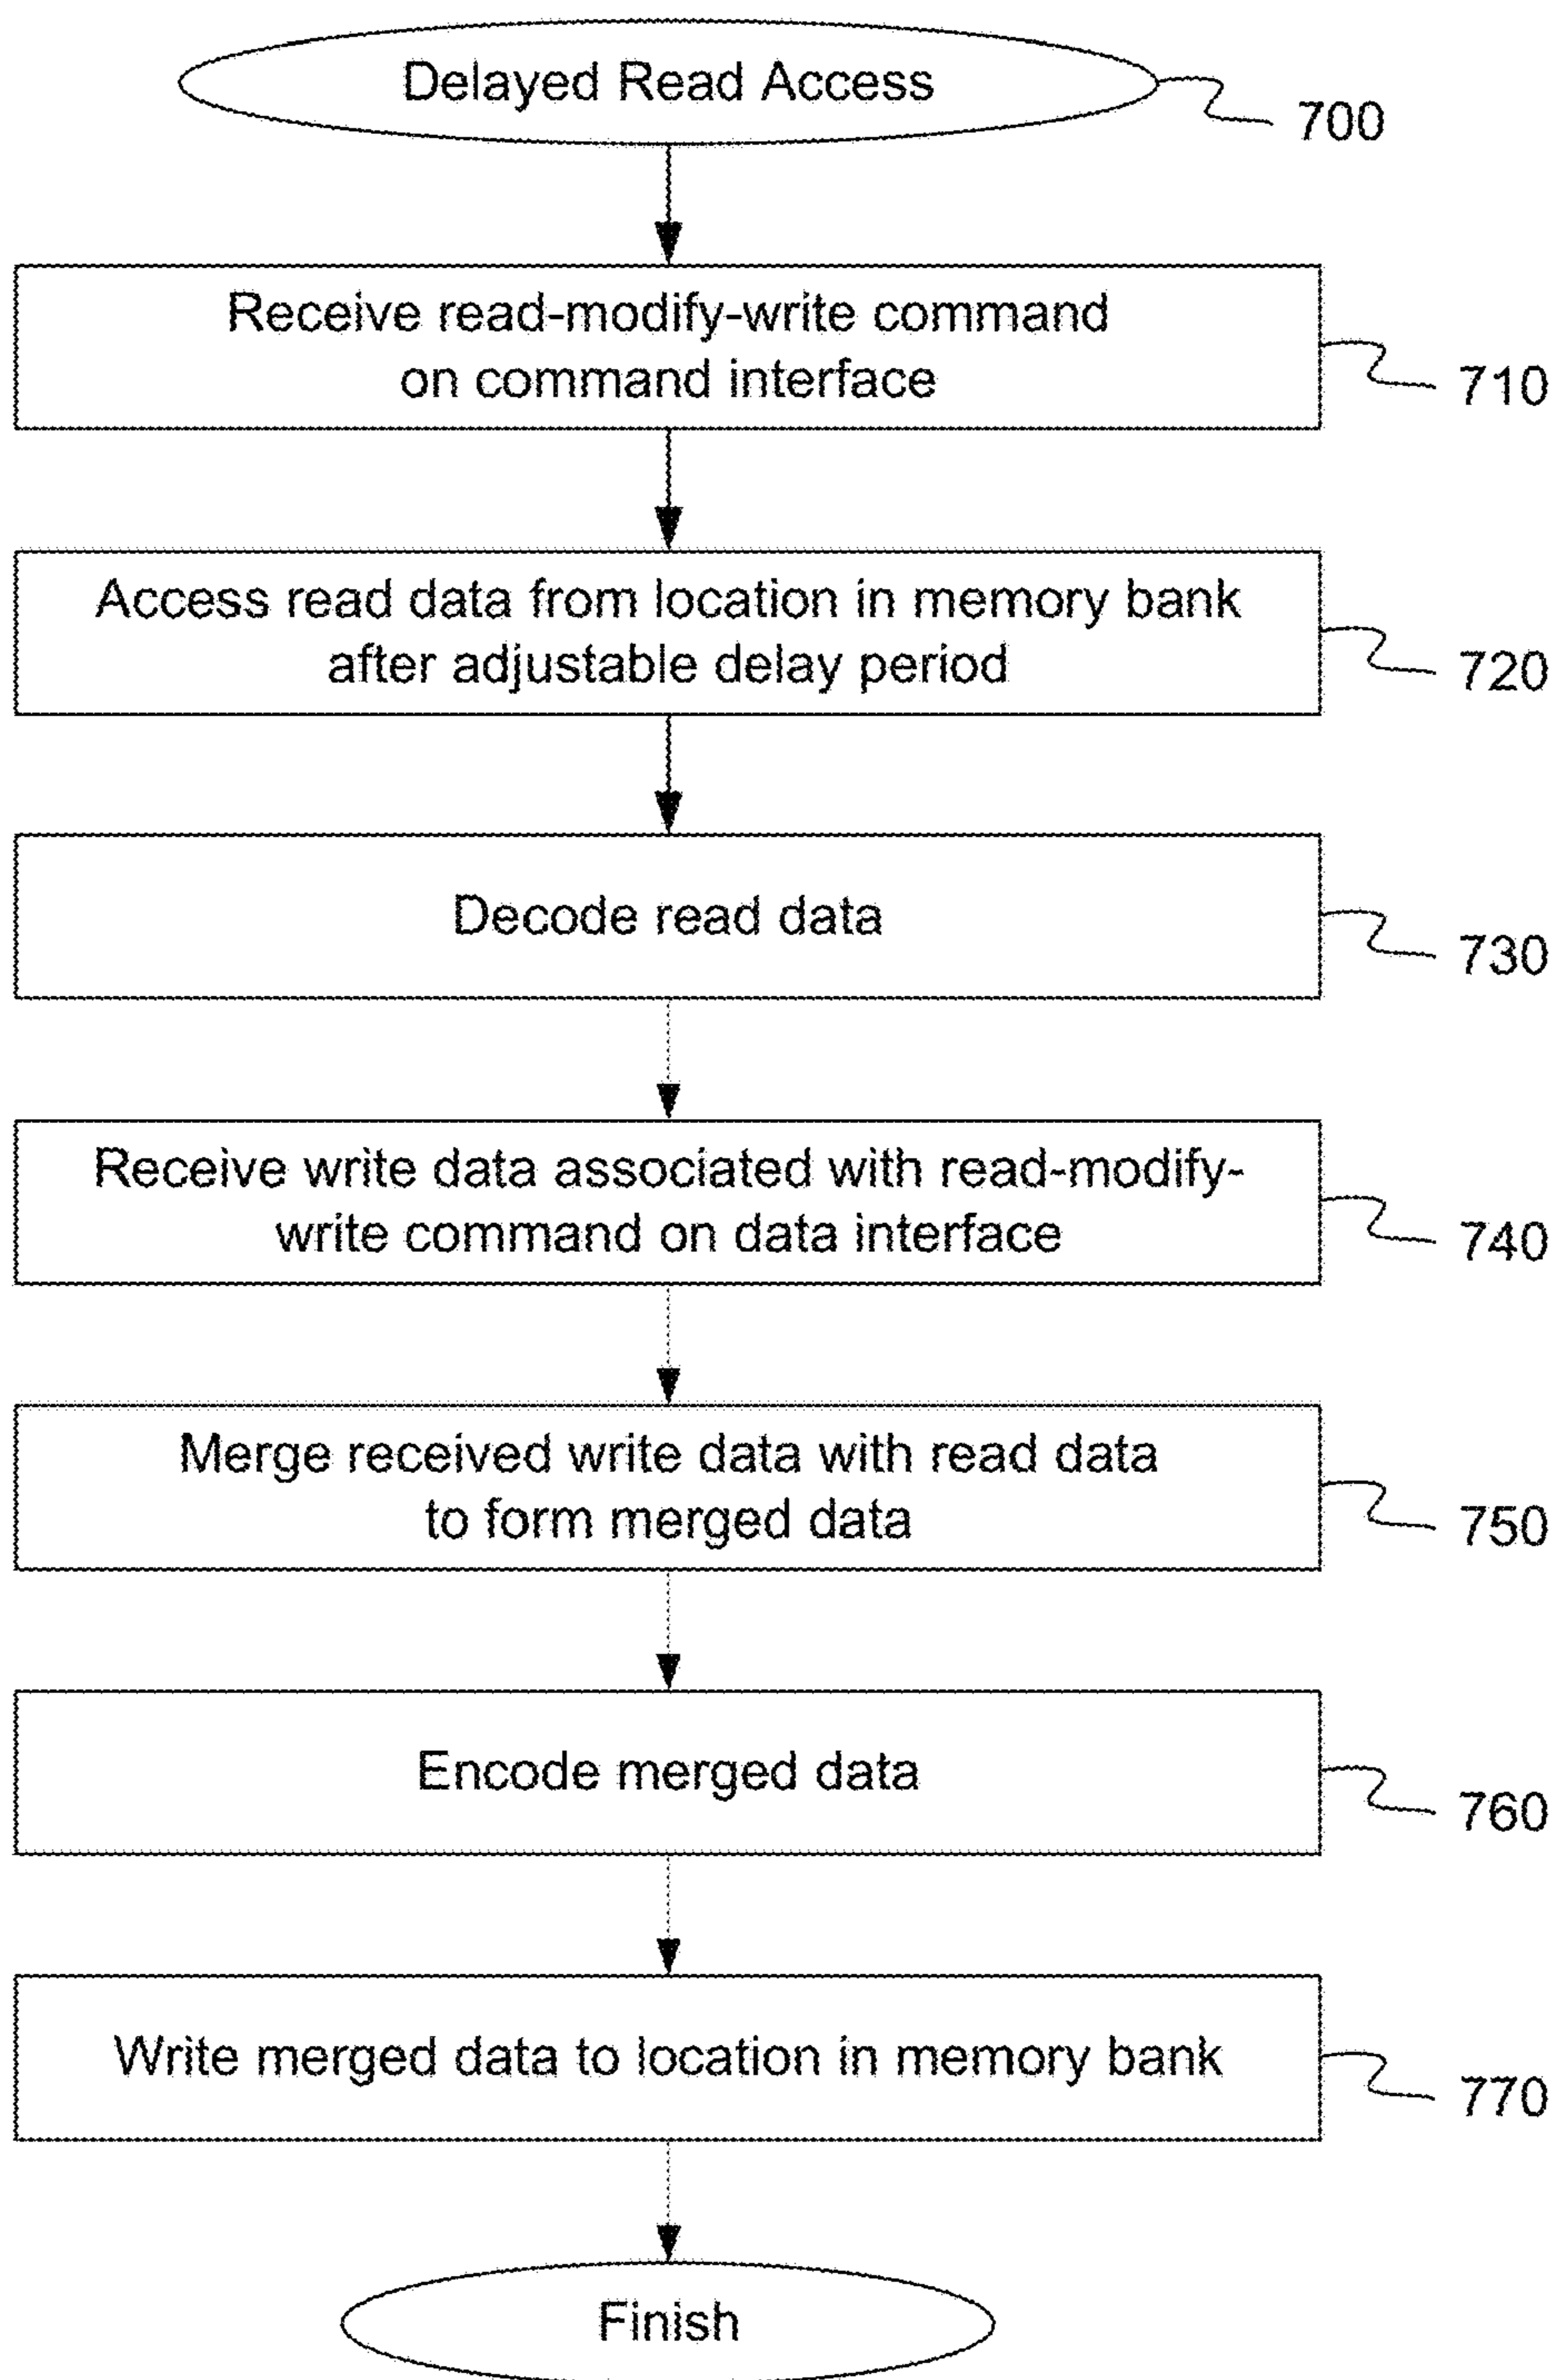 Delayed Read Access
700
Receive read-modify-write command
on command interface
710
Access read data from location in memory bank
after adjustable delay period
720
Decode read data
730
Receive write data associated with read-modify-
write command on data interface
740
Merge received write data with read data
to form merged data
750
Encode merged data
760
Write merged data to location in memory bank
770
Finish